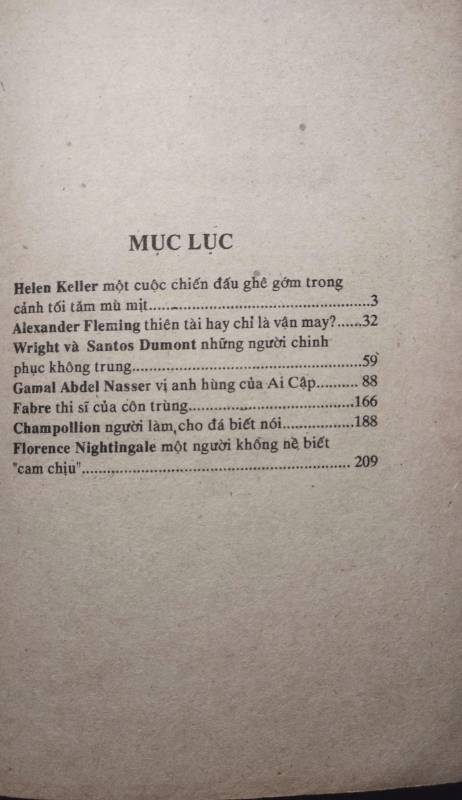 MỤC LỤC
Helen Keller một cuộc chiến đấu ghê gớm trong
cảnh tối tăm mù mịt..................................................3
Alexander Fleming thiên tài hay chỉ là vận may?......32
Wright và Santos Dumont những người chinh
phục không trung....................................................59
Gamal Abdel Nasser vị anh hùng của Ai Cập.......... 88
Fabre thi sĩ của côn trùng.....................................166
Champollion người làm cho đá biết nói.................188
Florence Nightingale một người không nề biết
"cam chịu"............................................................ 209